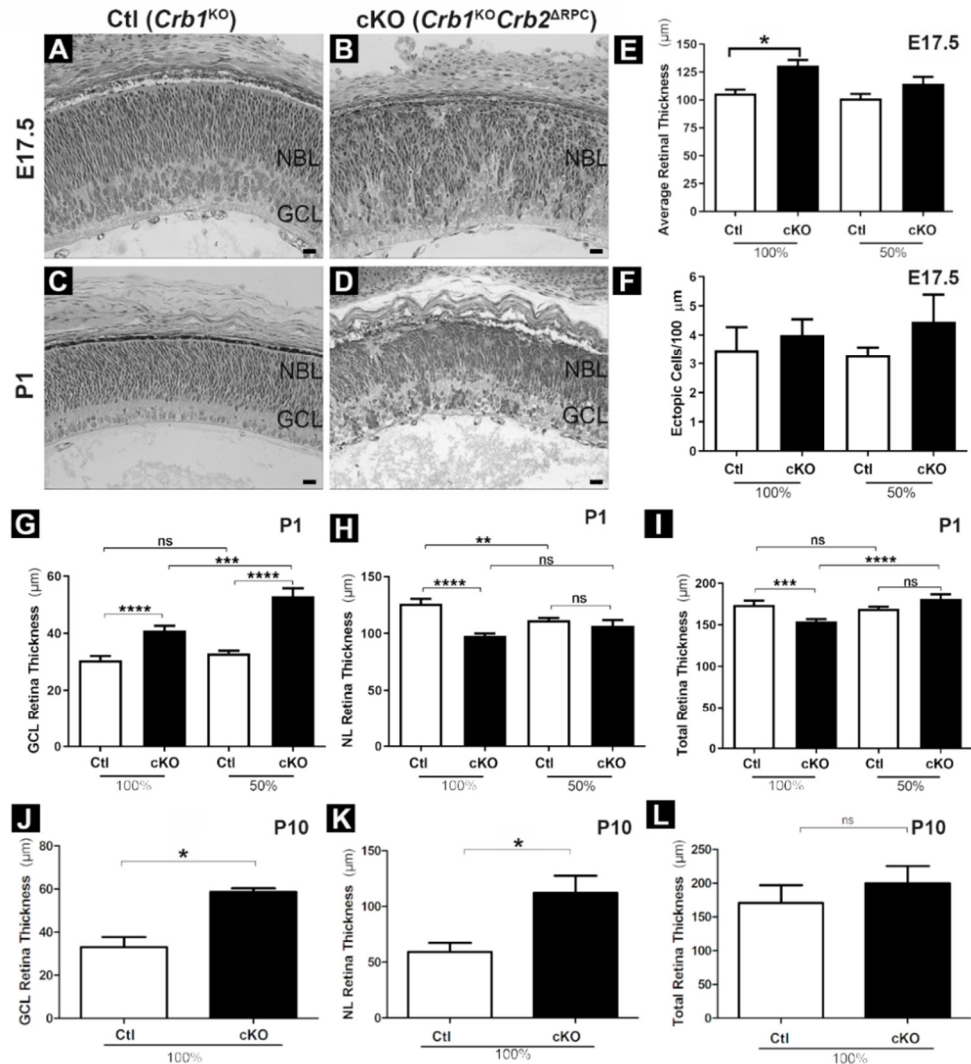 Ctl (Crb1KO)
cKO (Crb1KOCrb2ΔRPC)
E17.5
P1
A
NBL
GCL
B
NBL
GCL
C
NBL
GCL
D
NBL
GCL
E
E17.5
(µm)
Average Retinal Thickness
150
125
100
75
50
25
0
*
Ctl
cKO
Ctl
cKO
100%
50%
F
E17.5
Ectopic Cells/100 µm
6
5
4
3
2
1
0
Ctl
cKO
Ctl
cKO
100%
50%
G
P1
GCL Retina Thickness (µm)
60
40
20
0
ns
***
****
****
Ctl
cKO
Ctl
cKO
100%
50%
H
P1
NL Retina Thickness (µm)
150
100
50
0
**
ns
****
ns
Ctl
cKO
Ctl
cKO
100%
50%
I
P1
Total Retina Thickness (µm)
200
150
100
50
0
ns
****
***
ns
Ctl
cKO
Ctl
cKO
100%
50%
J
P10
GCL Retina Thickness (µm)
80
60
40
20
0
*
Ctl
cKO
100%
K
P10
NL Retina Thickness (µm)
150
100
50
0
*
Ctl
cKO
100%
L
P10
Total Retina Thickness (µm)
250
200
150
100
50
0
ns
Ctl
cKO
100%